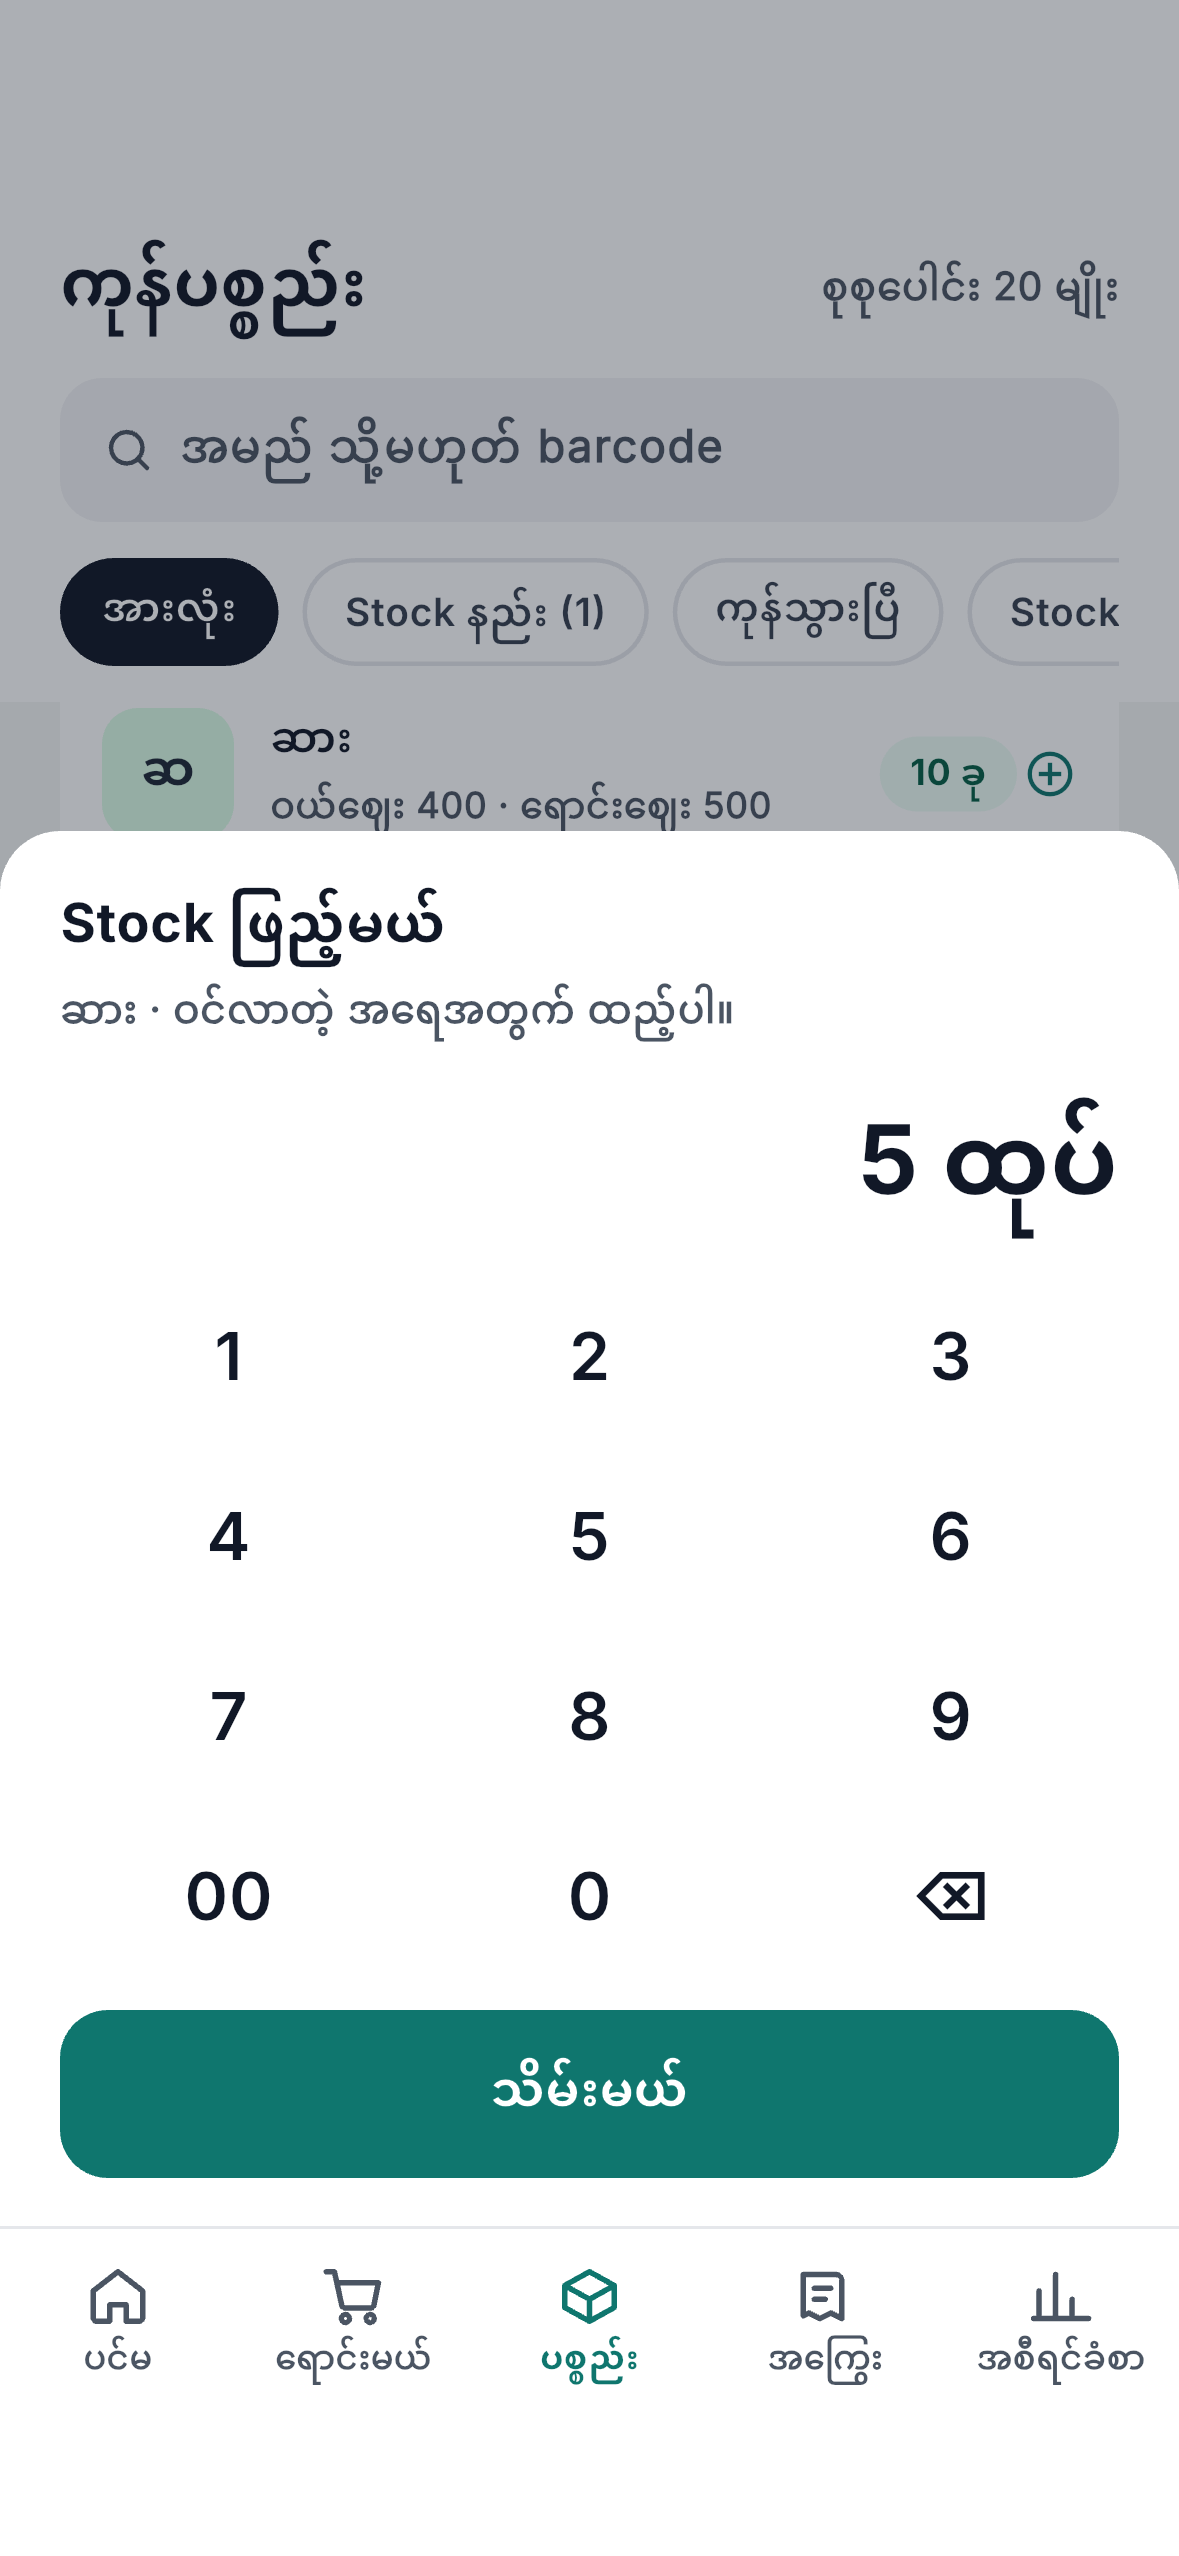 ကုန်ပစ္စည်း
စုစုပေါင်း 20 မျိုး
အမည် သို့မဟုတ် barcode
အားလုံး
Stock နည်း (1)
ကုန်သွားပြီ
Stock
ဆ
ဆား
ဝယ်ဈေး 400 · ရောင်းဈေး 500
10 ခု
Stock ဖြည့်မယ်
ဆား · ဝင်လာတဲ့ အရေအတွက် ထည့်ပါ။
5 ထုပ်
1 2 3
4 5 6
7 8 9
00 0
သိမ်းမယ်
ပင်မ
ရောင်းမယ်
ပစ္စည်း
အကြွေး
အစီရင်ခံစာ